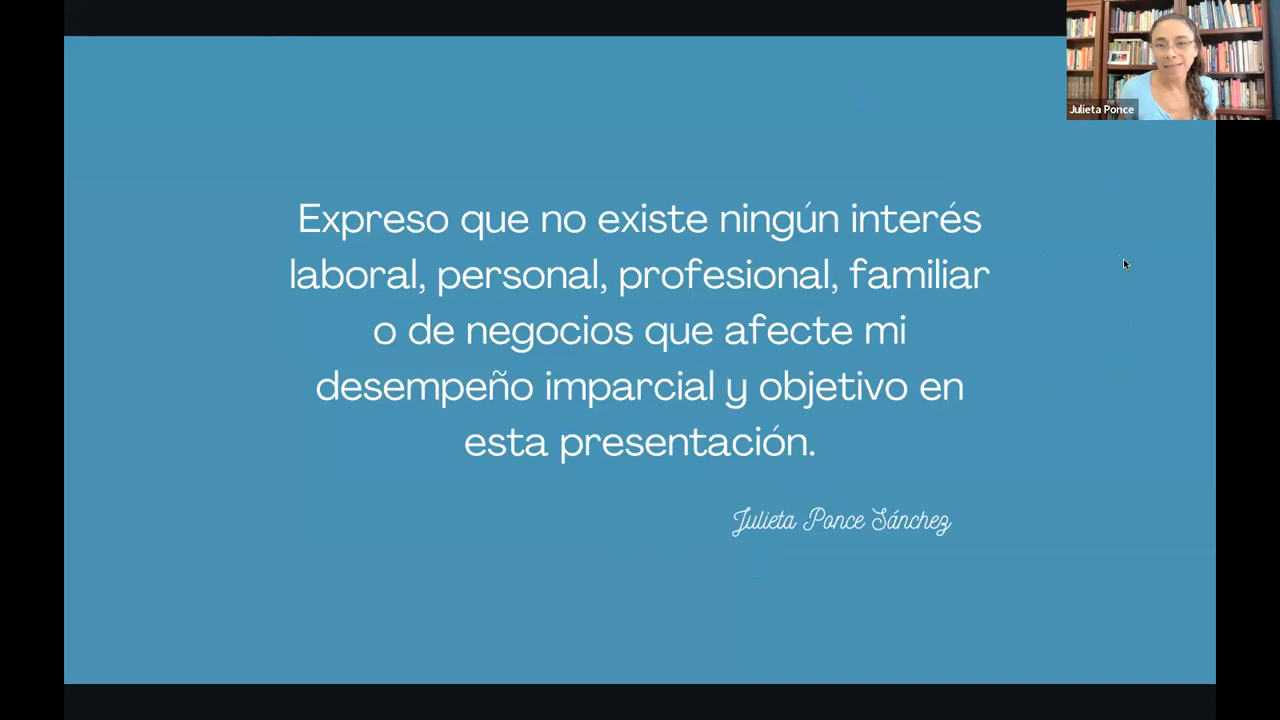 Julieta Ponce
Expreso que no existe ningún interés
laboral, personal, profesional, familiar
o de negocios que afecte mi
desempeño imparcial y objetivo en
esta presentación.
Julieta Ponce Sánchez